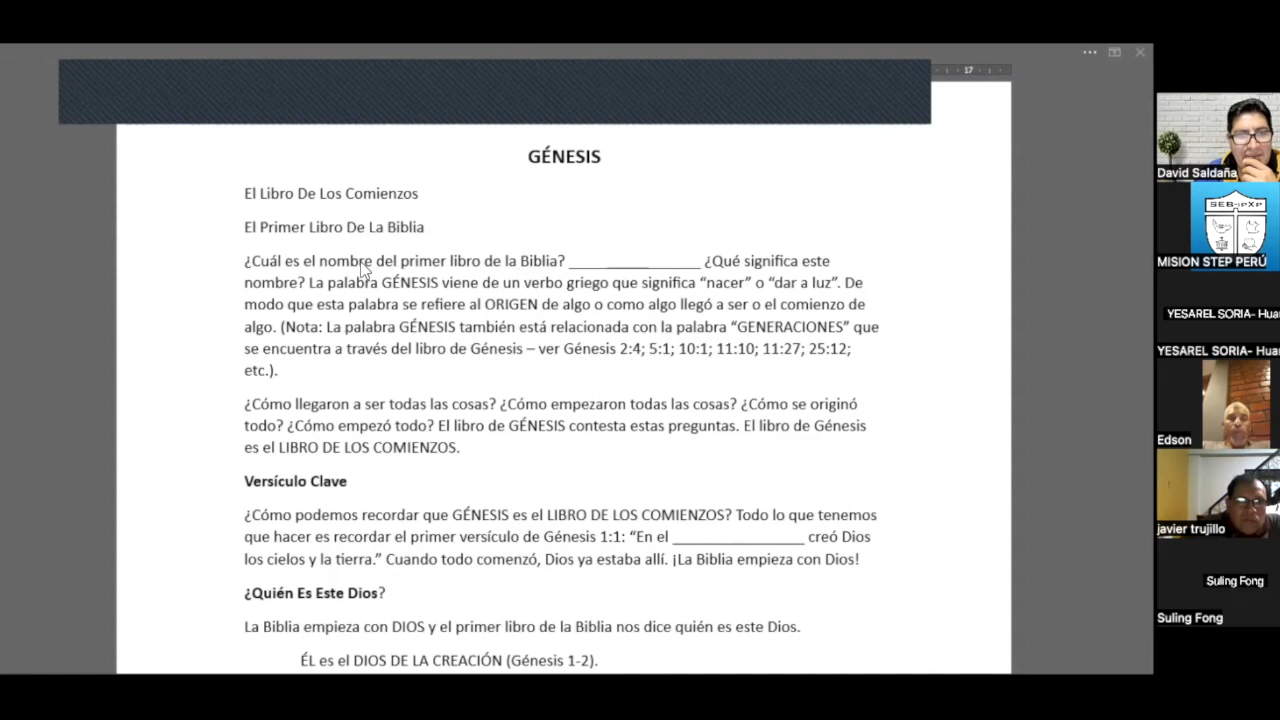 17
GÉNESIS
El Libro De Los Comienzos
El Primer Libro De La Biblia
¿Cuál es el nombre del primer libro de la Biblia? _______________ ¿Qué significa este
nombre? La palabra GÉNESIS viene de un verbo griego que significa “nacer” o “dar a luz”. De
modo que esta palabra se refiere al ORIGEN de algo o como algo llegó a ser o el comienzo de
algo. (Nota: La palabra GÉNESIS también está relacionada con la palabra “GENERACIONES” que
se encuentra a través del libro de Génesis – ver Génesis 2:4; 5:1; 10:1; 11:10; 11:27; 25:12;
etc.).
¿Cómo llegaron a ser todas las cosas? ¿Cómo empezaron todas las cosas? ¿Cómo se originó
todo? ¿Cómo empezó todo? El libro de GÉNESIS contesta estas preguntas. El libro de Génesis
es el LIBRO DE LOS COMIENZOS.
Versículo Clave
¿Cómo podemos recordar que GÉNESIS es el LIBRO DE LOS COMIENZOS? Todo lo que tenemos
que hacer es recordar el primer versículo de Génesis 1:1: “En el _______________ creó Dios
los cielos y la tierra.” Cuando todo comenzó, Dios ya estaba allí. ¡La Biblia empieza con Dios!
¿Quién Es Este Dios?
La Biblia empieza con DIOS y el primer libro de la Biblia nos dice quién es este Dios.
ÉL es el DIOS DE LA CREACIÓN (Génesis 1-2).
David Saldaña
SEB-IPXP
MISION STEP PERÚ
YESAREL SORIA- Hua
YESAREL SORIA- Huar
Edson
javier trujillo
Suling Fong
Suling Fong